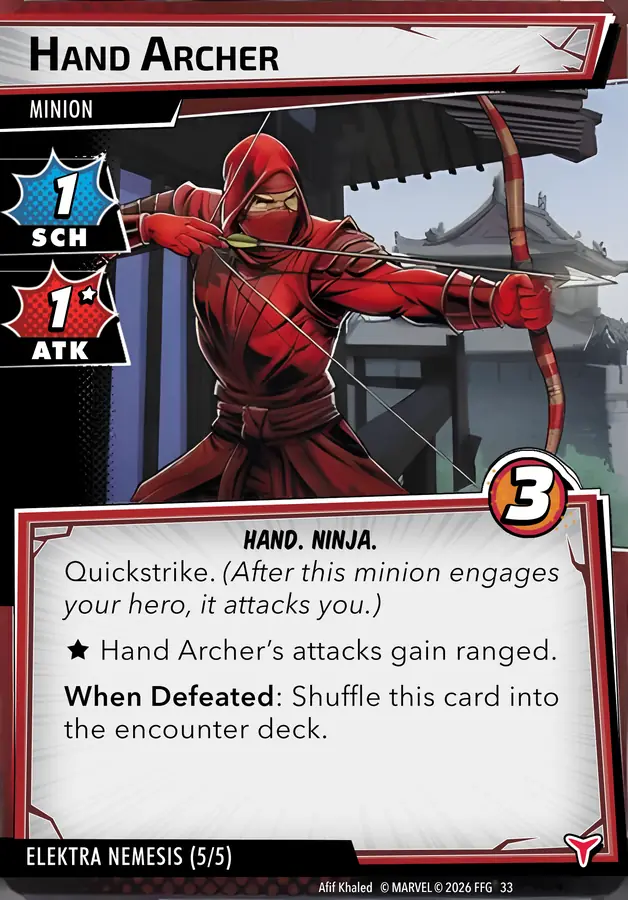 HAND ARCHER
MINION
1
SCH
1★
ATK
3
HAND. NINJA.
Quickstrike. (After this minion engages
your hero, it attacks you.)
★ Hand Archer’s attacks gain ranged.
When Defeated: Shuffle this card into
the encounter deck.
ELEKTRA NEMESIS (5/5)
Afif Khaled © MARVEL © 2026 FFG 33